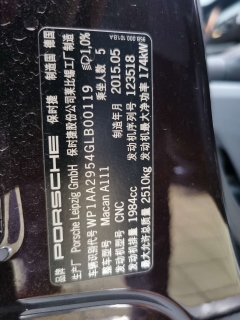 品牌 PORSCHE 保时捷 制造国 德国
生产厂 Porsche Leipzig GmbH 保时捷股份公司莱比锡工厂制造
车辆识别代号 WP1AA2954GLB00119 1,0%
整车型号 Macan A111 乘坐人数 5
发动机型号 CNC 制造年月 2015.05
发动机排量 1984cc 发动机序列号 123518
最大允许总质量 2510kg 发动机最大净功率 174kW